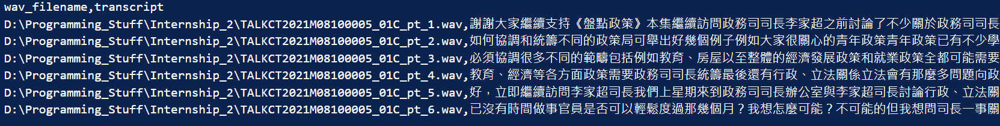 wav_filename,transcript
D:\Programming_Stuff\Internship_2\TALKCT2021M08100005_01C_pt_1.wav,謝謝大家繼續支持《盤點政策》本集繼續訪問政務司司長李家超之前討論了不少關於政務司司長
D:\Programming_Stuff\Internship_2\TALKCT2021M08100005_01C_pt_2.wav,如何協調和統籌不同的政策局可舉出好幾個例子例如大家很關心的青年政策青年政策已有不少學
D:\Programming_Stuff\Internship_2\TALKCT2021M08100005_01C_pt_3.wav,必須協調很多不同的範疇包括例如教育、房屋以至整體的經濟發展政策和就業政策全都可能需要
D:\Programming_Stuff\Internship_2\TALKCT2021M08100005_01C_pt_4.wav,教育、經濟等各方面政策需要政務司司長統籌最後還有行政、立法關係立法會有那麼多問題向政
D:\Programming_Stuff\Internship_2\TALKCT2021M08100005_01C_pt_5.wav,好，立即繼續訪問李家超司長我們上星期來到政務司司長辦公室與李家超司長討論行政、立法關
D:\Programming_Stuff\Internship_2\TALKCT2021M08100005_01C_pt_6.wav,已沒有時間做事官員是否可以輕鬆度過那幾個月？我想怎麼可能？不可能的但我想問司長一事關